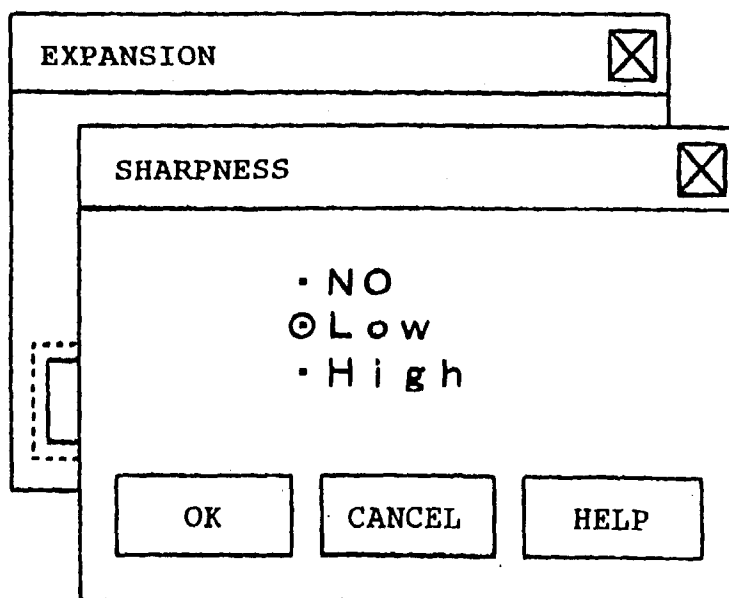 EXPANSION
SHARPNESS
· NO
⊙ Low
· High
OK CANCEL HELP